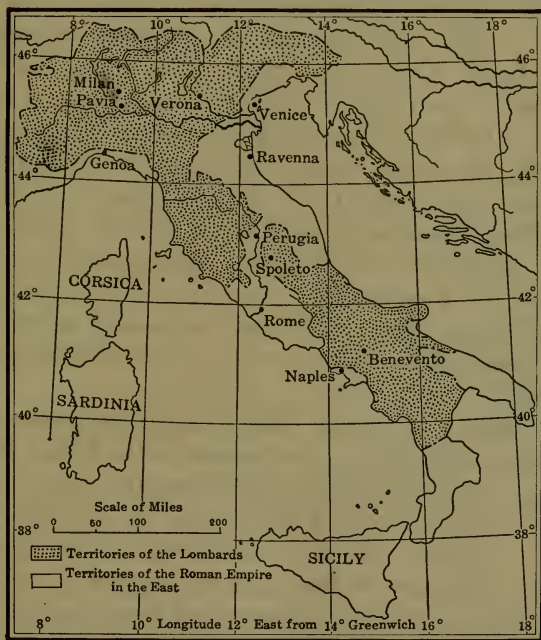 8° 10° 12° 14° 16° 18°
46° 46°
Milan
Pavia
Verona
Venice
Genoa
Ravenna
44° 44°
Perugia
Spoleto
CORSICA
42° 42°
Rome
Benevento
Naples
SARDINIA
40° 40°
Scale of Miles
0 50 100 200
38° 38°
Territories of the Lombards
SICILY
Territories of the Roman Empire
in the East
8° 10° Longitude 12° East from 14° Greenwich 16° 18°